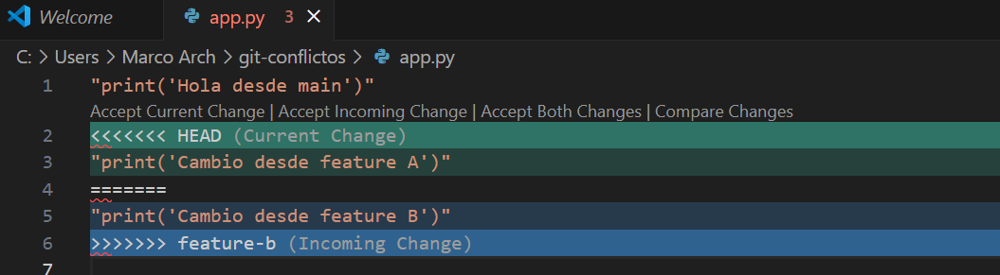 Welcome app.py 3
C: > Users > Marco Arch > git-conflictos > app.py
1 "print('Hola desde main')"
Accept Current Change | Accept Incoming Change | Accept Both Changes | Compare Changes
2 <<<<<<< HEAD (Current Change)
3 "print('Cambio desde feature A')"
4 =======
5 "print('Cambio desde feature B')"
6 >>>>>>> feature-b (Incoming Change)
7